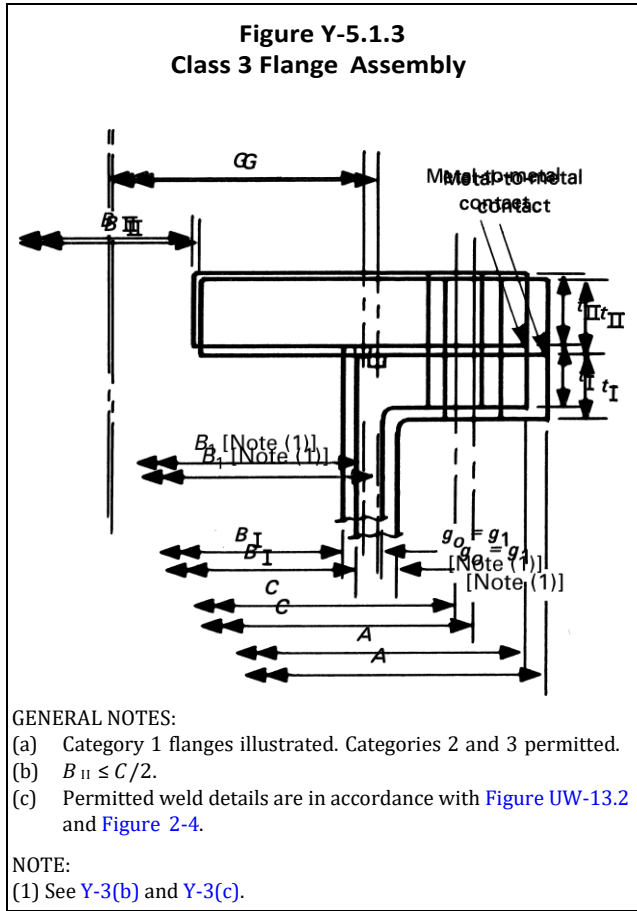 Figure Y-5.1.3
Class 3 Flange Assembly
G
Metal-to-metal
contact
B II
t II
t I
B₁ [Note (1)]
B I
g₀ = g₁
[Note (1)]
C
A
GENERAL NOTES:
(a) Category 1 flanges illustrated. Categories 2 and 3 permitted.
(b) B II ≤ C/2.
(c) Permitted weld details are in accordance with Figure UW-13.2
and Figure 2-4.
NOTE:
(1) See Y-3(b) and Y-3(c).